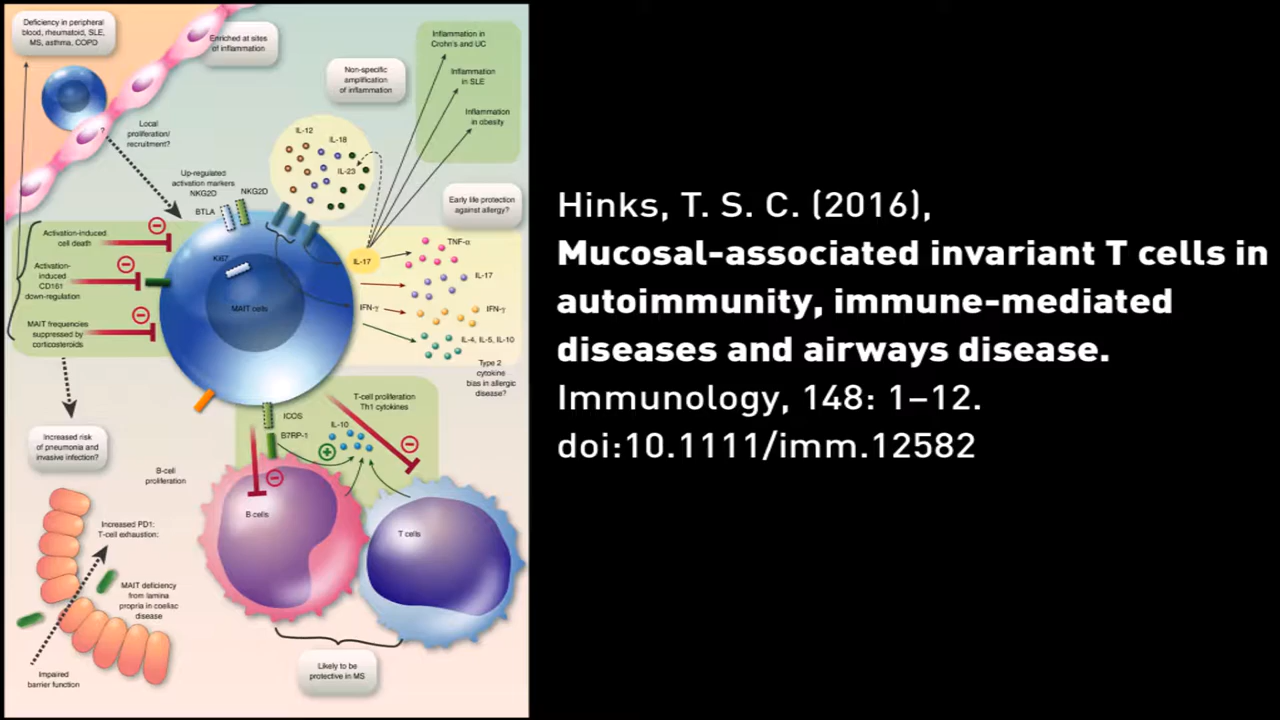 Deficiency in peripheral
blood, rheumatoid, SLE,
MS, asthma, COPD
Enriched at sites
of inflammation
Non-specific
amplification
of inflammation
Inflammation in
Crohn's and UC
Inflammation
in SLE
Inflammation
in obesity
?
Local
proliferation/
recruitment?
IL-12
IL-18
IL-23
Up-regulated
activation markers
NKG2D
NKG2D
BTLA
Early life protection
against allergy?
Activation-induced
cell death
Activation-
induced
CD161
down-regulation
MAIT frequencies
suppressed by
corticosteroids
Ki67
MAIT cells
IL-17
IFN-γ
TNF-α
IL-17
IFN-γ
IL-4, IL-5, IL-10
Type 2
cytokine
bias in allergic
disease?
ICOS
B7RP-1
IL-10
T-cell proliferation
Th1 cytokines
Increased risk
of pneumonia and
invasive infection?
B-cell
proliferation
B cells
T cells
Increased PD1:
T-cell exhaustion:
MAIT deficiency
from lamina
propria in coeliac
disease
Impaired
barrier function
Likely to be
protective in MS
Hinks, T. S. C. (2016),
Mucosal-associated invariant T cells in
autoimmunity, immune-mediated
diseases and airways disease.
Immunology, 148: 1–12.
doi:10.1111/imm.12582